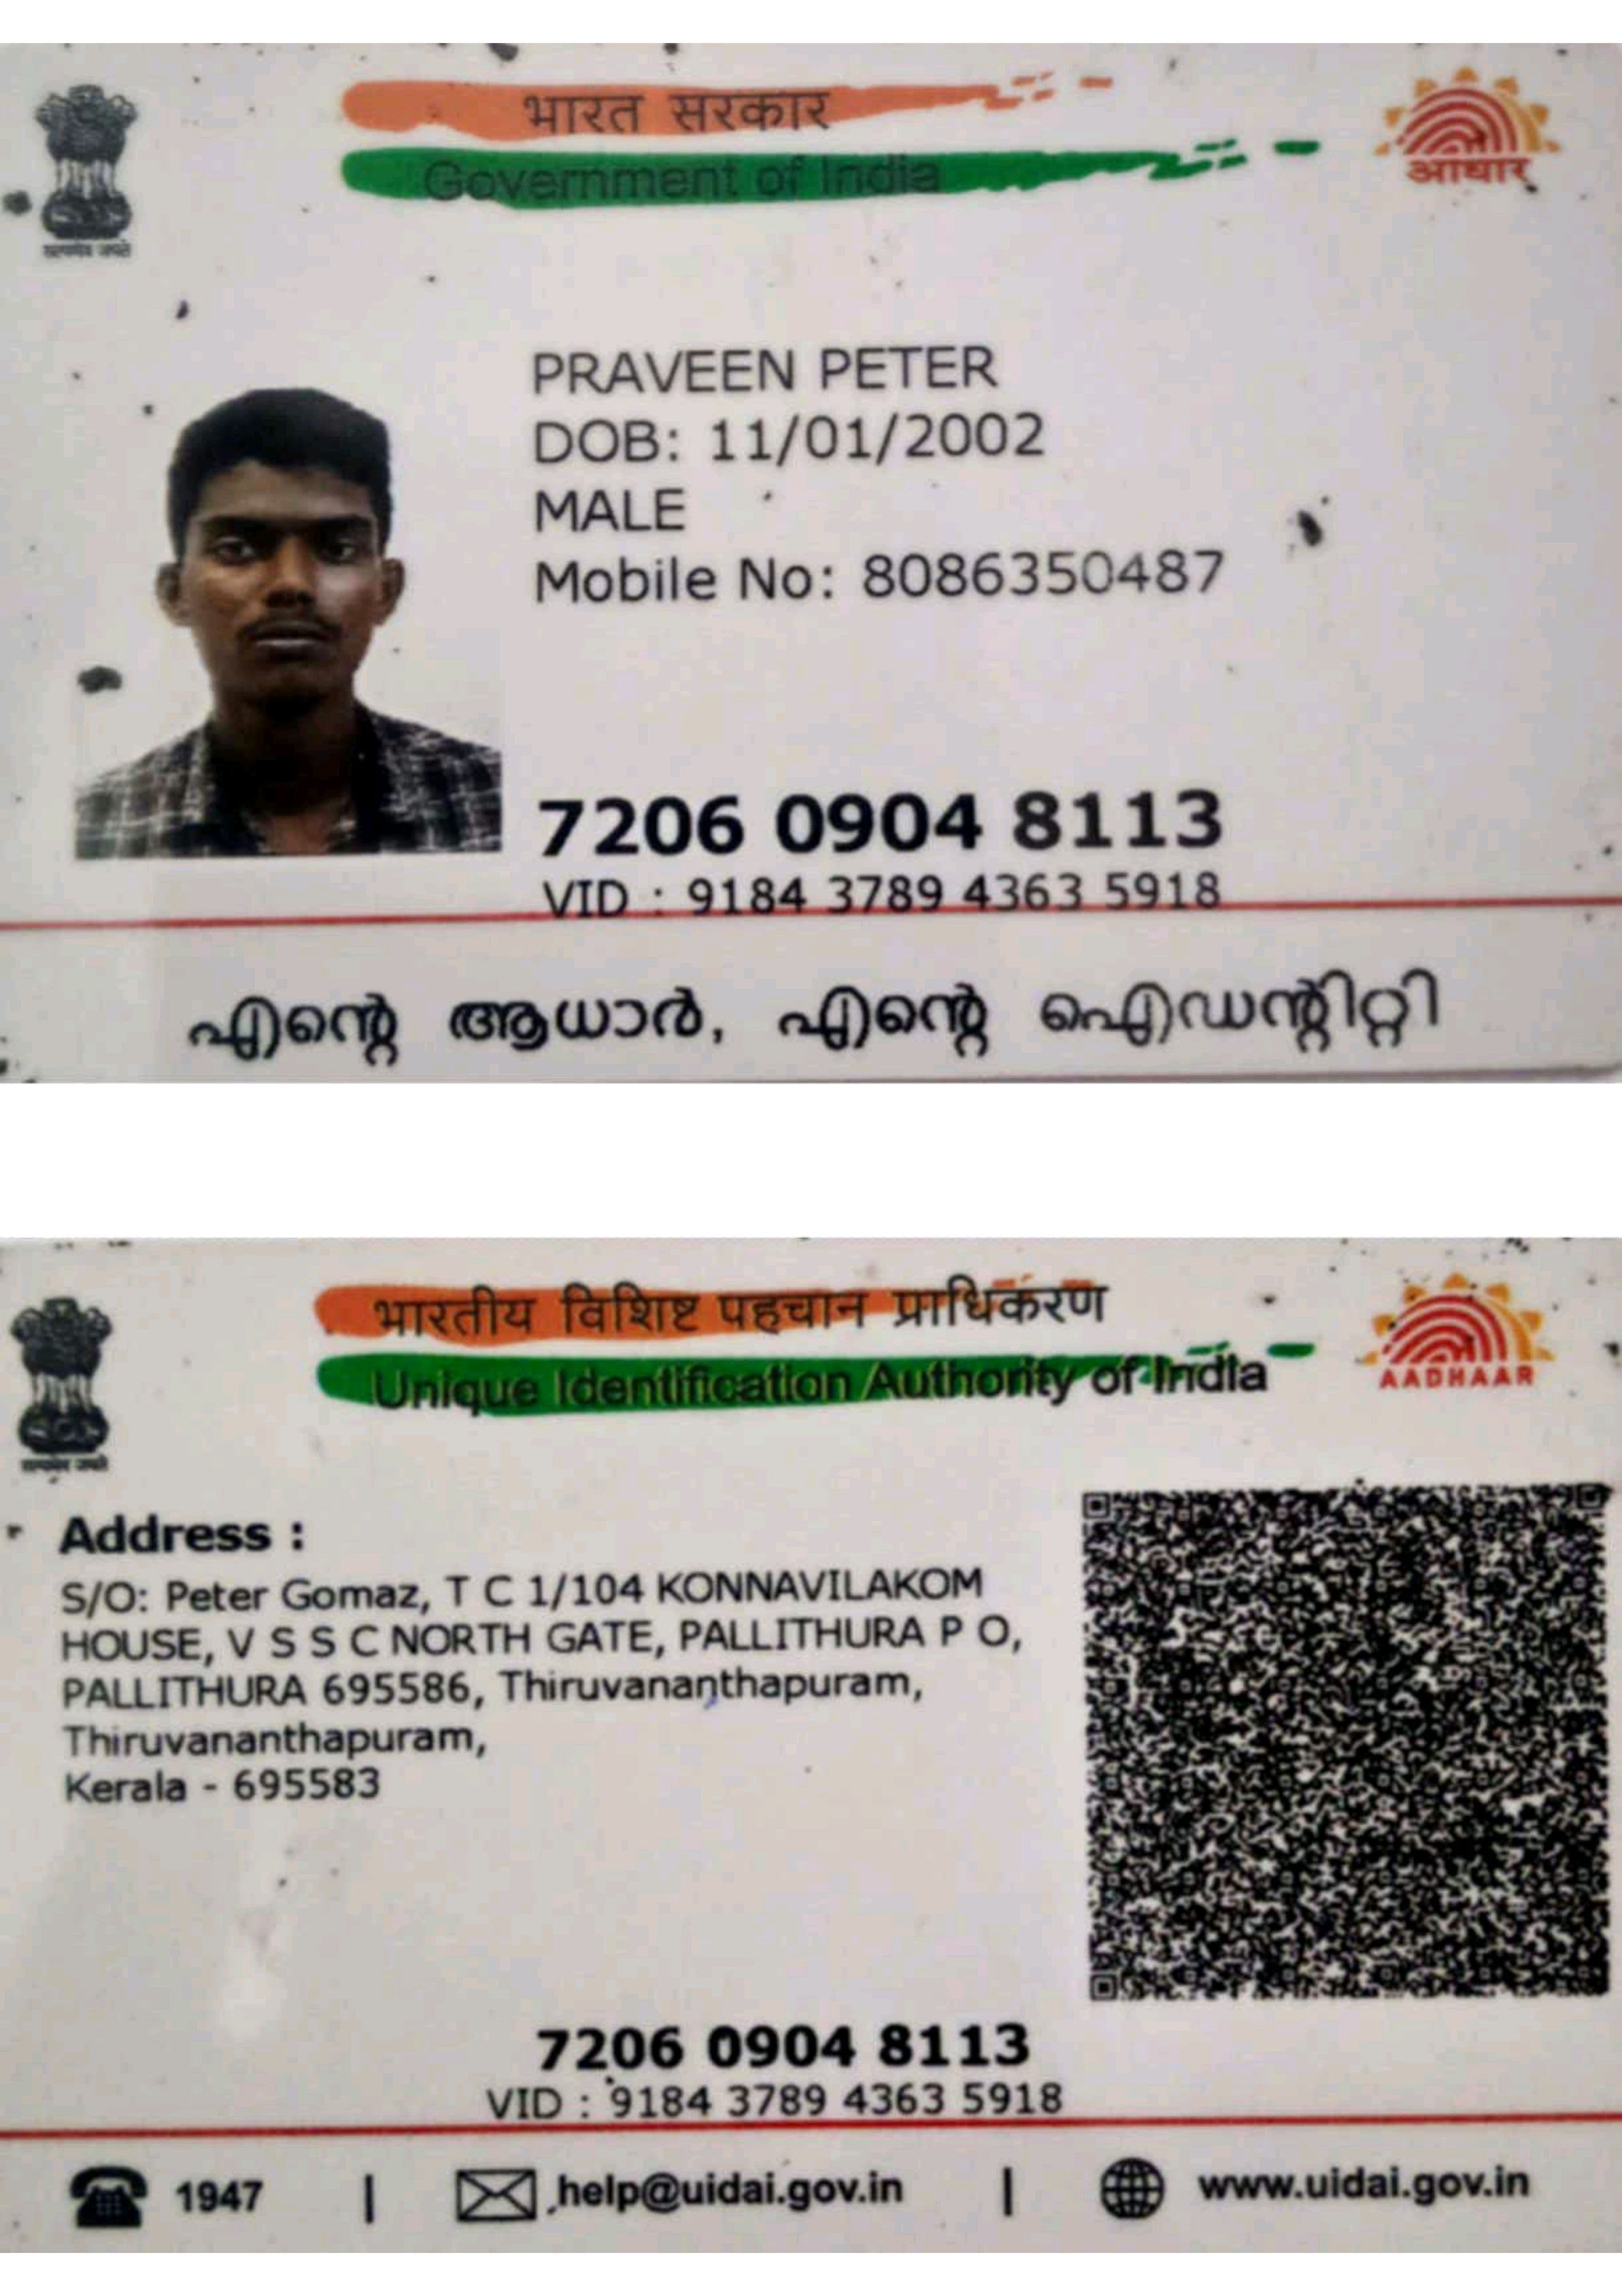 भारत सरकार
Government of India
आधार
सत्यमेव जयते
PRAVEEN PETER
DOB: 11/01/2002
MALE
Mobile No: 8086350487
7206 0904 8113
VID : 9184 3789 4363 5918
എന്റെ ആധാർ, എന്റെ ഐഡന്റിറ്റി
भारतीय विशिष्ट पहचान प्राधिकरण
Unique Identification Authority of India
AADHAAR
सत्यमेव जयते
Address :
S/O: Peter Gomaz, T C 1/104 KONNAVILAKOM
HOUSE, V S S C NORTH GATE, PALLITHURA P O,
PALLITHURA 695586, Thiruvananthapuram,
Thiruvananthapuram,
Kerala - 695583
7206 0904 8113
VID : 9184 3789 4363 5918
1947 | help@uidai.gov.in | www.uidai.gov.in